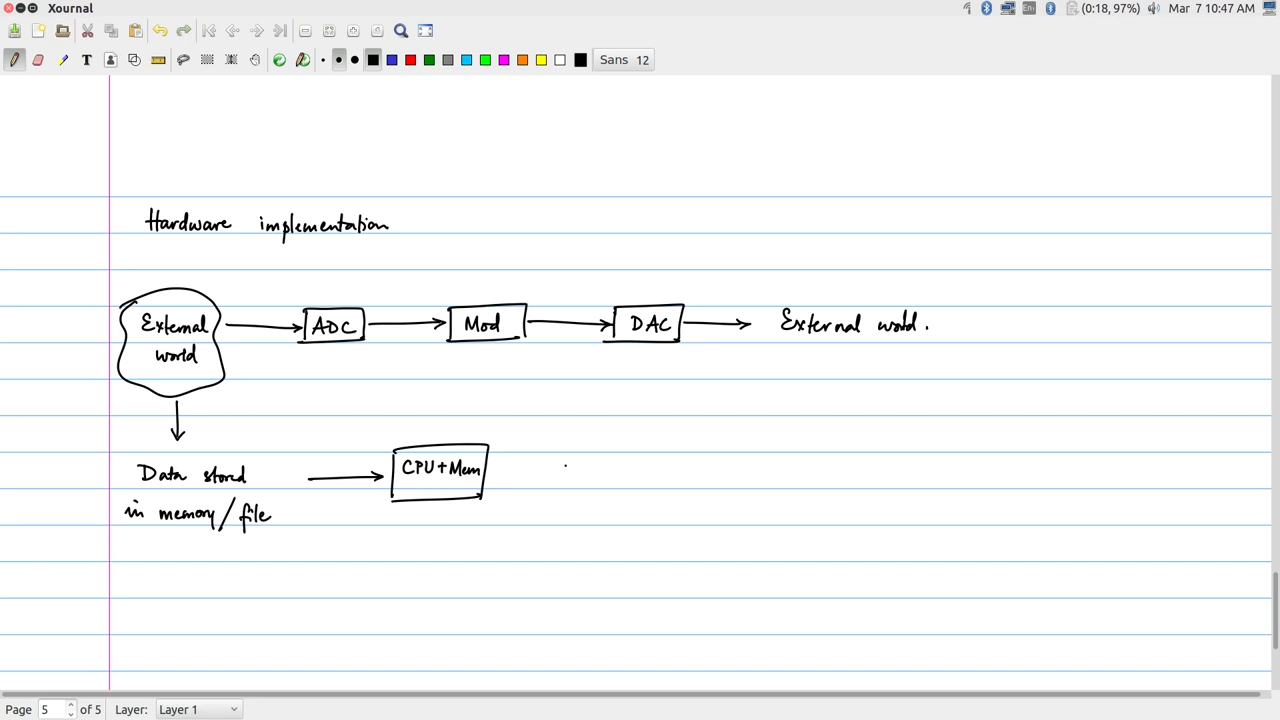 Xournal
En
(0:18, 97%)
Mar 7 10:47 AM
T
Sans 12
Hardware implementation
External
world
ADC
Mod
DAC
External world.
CPU+Mem
Data stored
in memory/file
Page 5 of 5 Layer: Layer 1